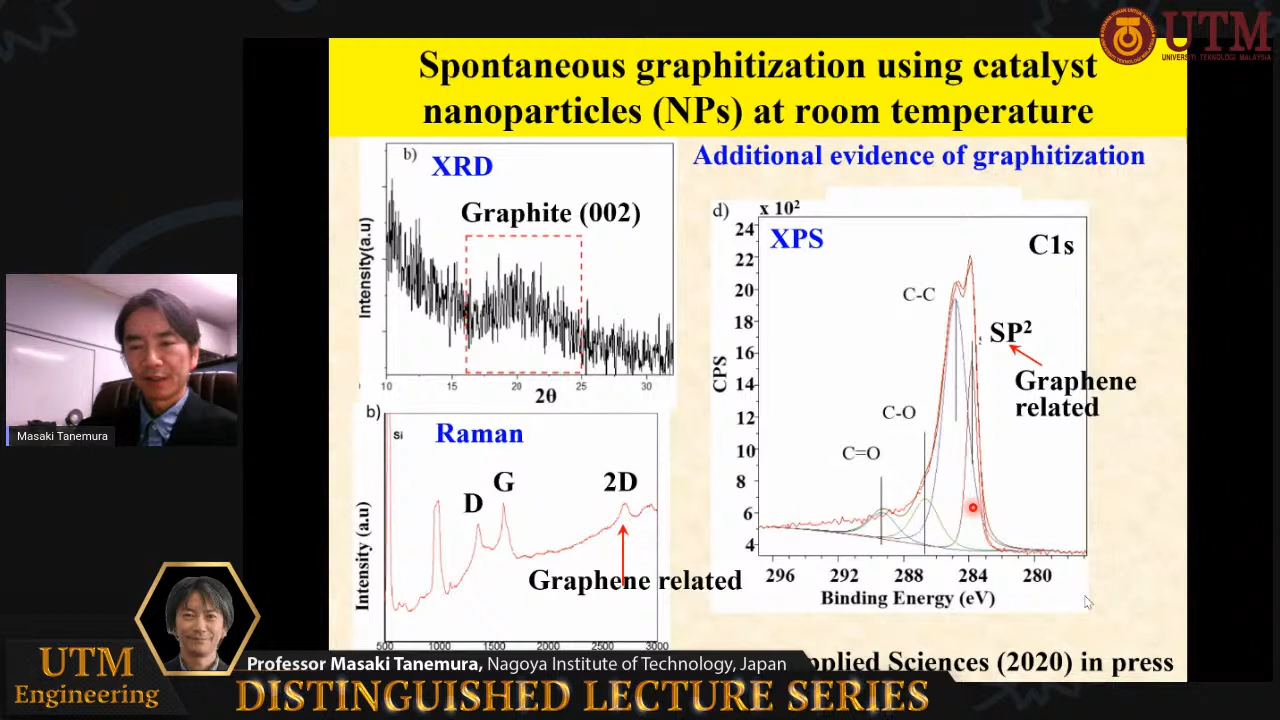 UTM
UNIVERSITI TEKNOLOGI MALAYSIA
Spontaneous graphitization using catalyst
nanoparticles (NPs) at room temperature
Additional evidence of graphitization
b)
XRD
Graphite (002)
Intensity(a.u)
10 15 20 25 30
2θ
b)
Si
Raman
D
G
2D
Graphene related
Intensity (a.u)
500 1000 1500 2000 2500 3000
d)
x 10²
XPS
C1s
24
22
20
18
16
14
12
10
8
6
4
CPS
C-C
SP²
Graphene
related
C-O
C=O
296 292 288 284 280
Binding Energy (eV)
pplied Sciences (2020) in press
Masaki Tanemura
UTM
Engineering
Professor Masaki Tanemura, Nagoya Institute of Technology, Japan
DISTINGUISHED LECTURE SERIES